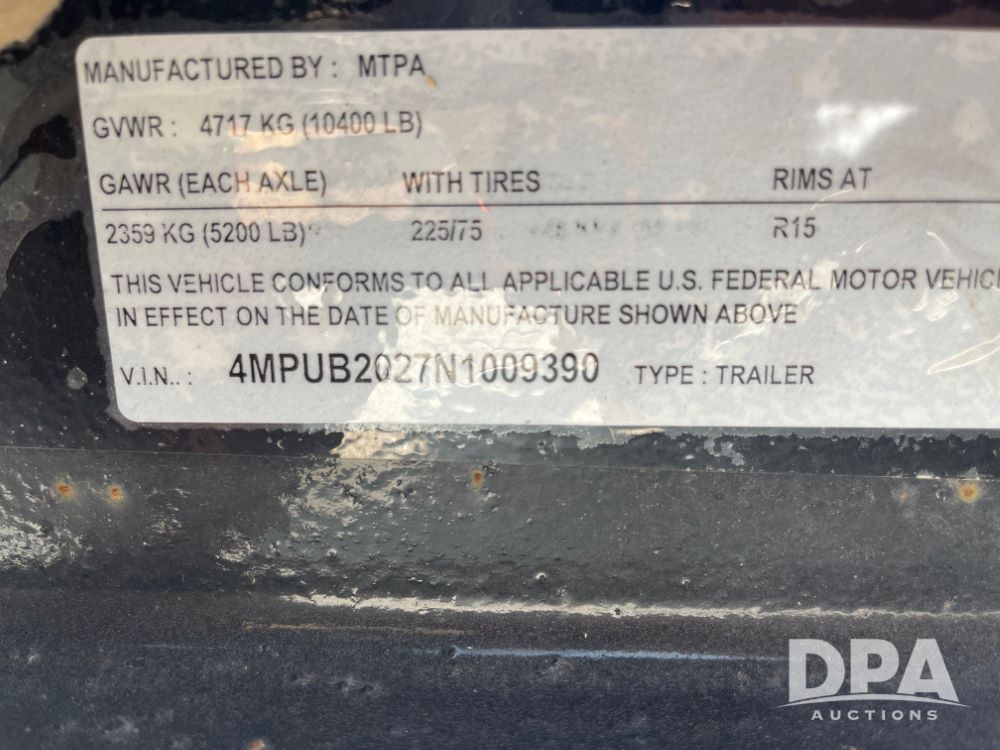 MANUFACTURED BY : MTPA
GVWR : 4717 KG (10400 LB)
GAWR (EACH AXLE) WITH TIRES RIMS AT
2359 KG (5200 LB) 225/75 R15
THIS VEHICLE CONFORMS TO ALL APPLICABLE U.S. FEDERAL MOTOR VEHIC
IN EFFECT ON THE DATE OF MANUFACTURE SHOWN ABOVE
V.I.N.. : 4MPUB2027N1009390 TYPE : TRAILER
DPA
AUCTIONS